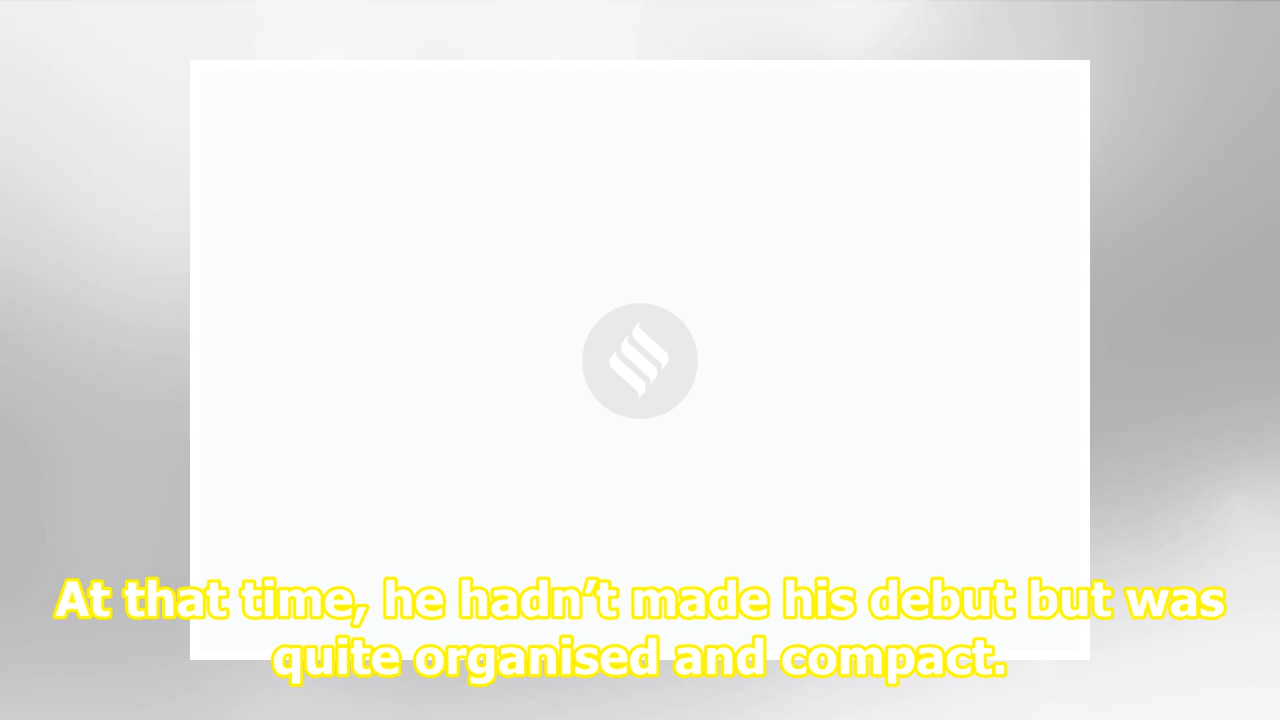 At that time, he hadn’t made his debut but was
quite organised and compact.